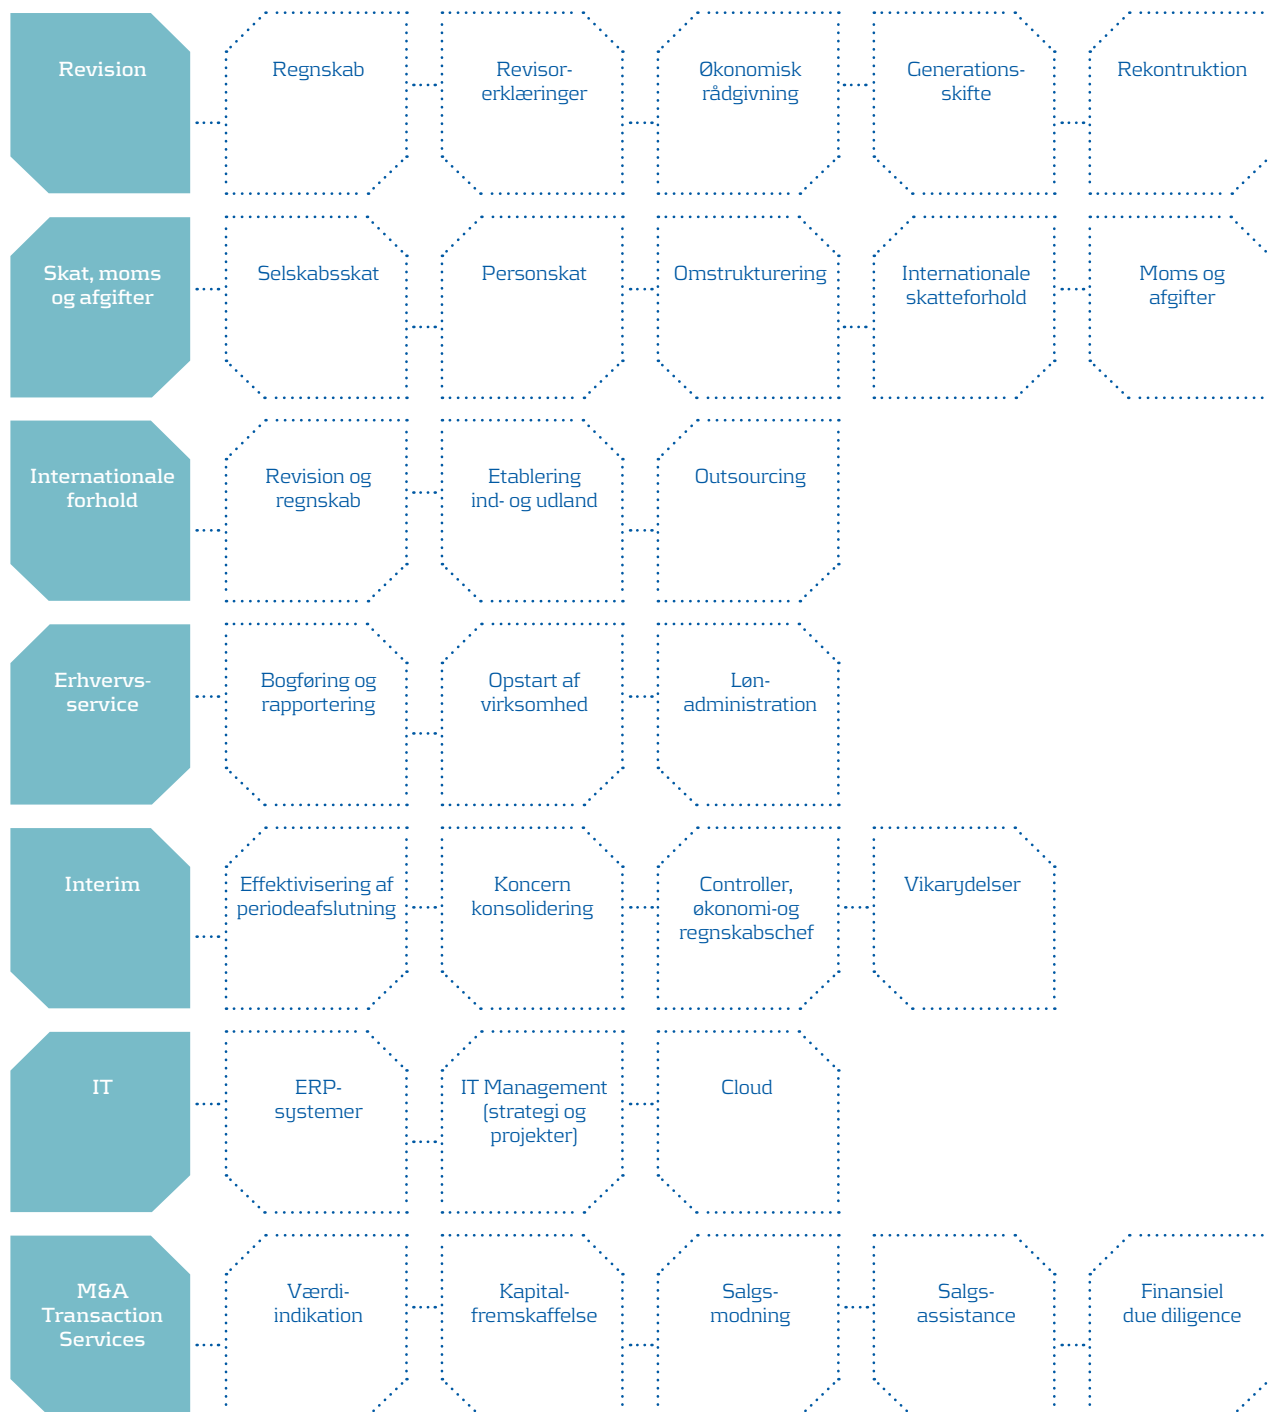 Revision
Regnskab
Revisor-
erklæringer
Økonomisk
rådgivning
Generations-
skifte
Rekontruktion
Skat, moms
og afgifter
Selskabsskat
Personskat
Omstrukturering
Internationale
skatteforhold
Moms og
afgifter
Internationale
forhold
Revision og
regnskab
Etablering
ind- og udland
Outsourcing
Erhvervs-
service
Bogføring og
rapportering
Opstart af
virksomhed
Løn-
administration
Interim
Effektivisering af
periodeafslutning
Koncern
konsolidering
Controller,
økonomi-og
regnskabschef
Vikarydelser
IT
ERP-
systemer
IT Management
(strategi og
projekter)
Cloud
M&A
Transaction
Services
Værdi-
indikation
Kapital-
fremskaffelse
Salgs-
modning
Salgs-
assistance
Finansiel
due diligence